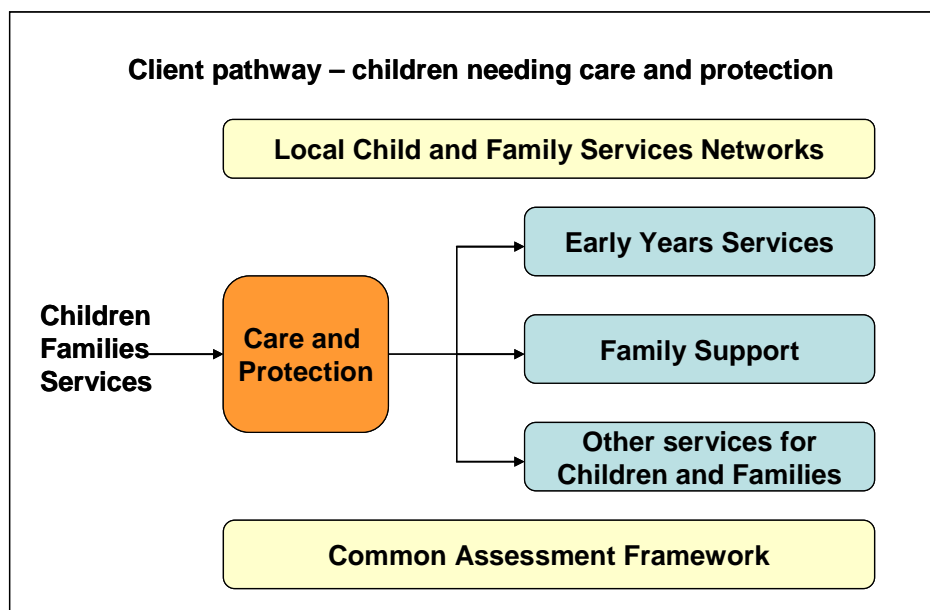 Client pathway – children needing care and protection
Local Child and Family Services Networks
Early Years Services
Children
Families
Services
Care and
Protection
Family Support
Other services for
Children and Families
Common Assessment Framework